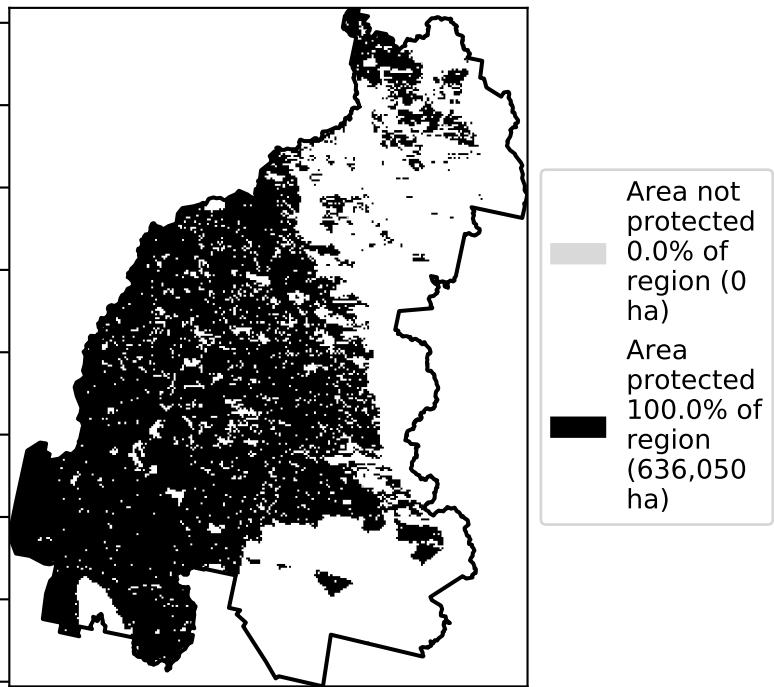 Area not
protected
0.0% of
region (0
ha)
Area
protected
100.0% of
region
(636,050
ha)